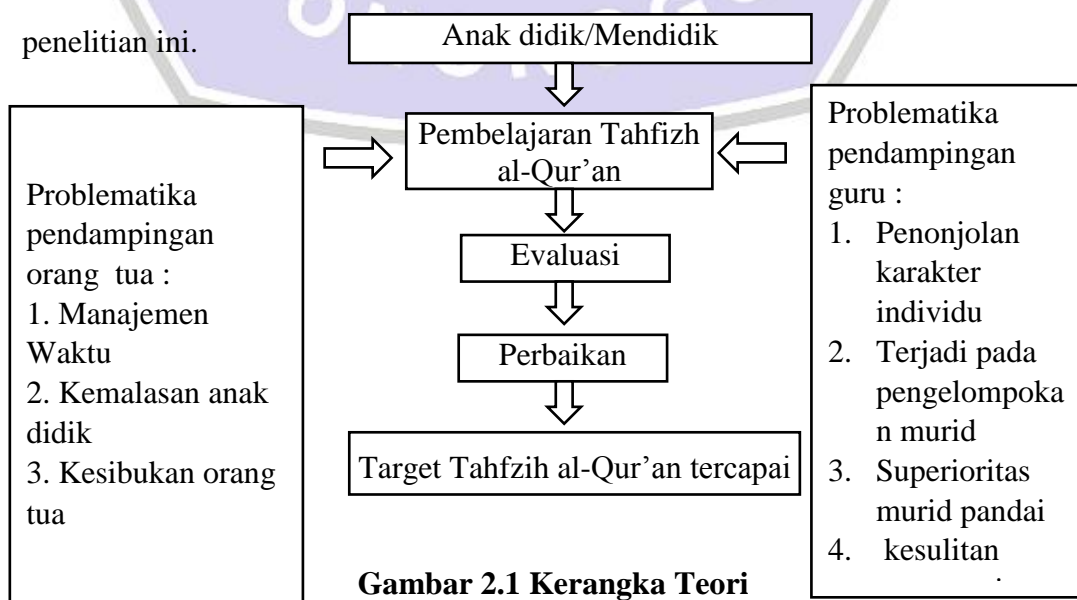 penelitian ini.
Anak didik/Mendidik
Pembelajaran Tahfizh
al-Qur’an
Evaluasi
Perbaikan
Target Tahfzih al-Qur’an tercapai
Problematika
pendampingan
orang tua :
1. Manajemen
Waktu
2. Kemalasan anak
didik
3. Kesibukan orang
tua
Problematika
pendampingan
guru :
1. Penonjolan
karakter
individu
2. Terjadi pada
pengelompoka
n murid
3. Superioritas
murid pandai
4. kesulitan
Gambar 2.1 Kerangka Teori